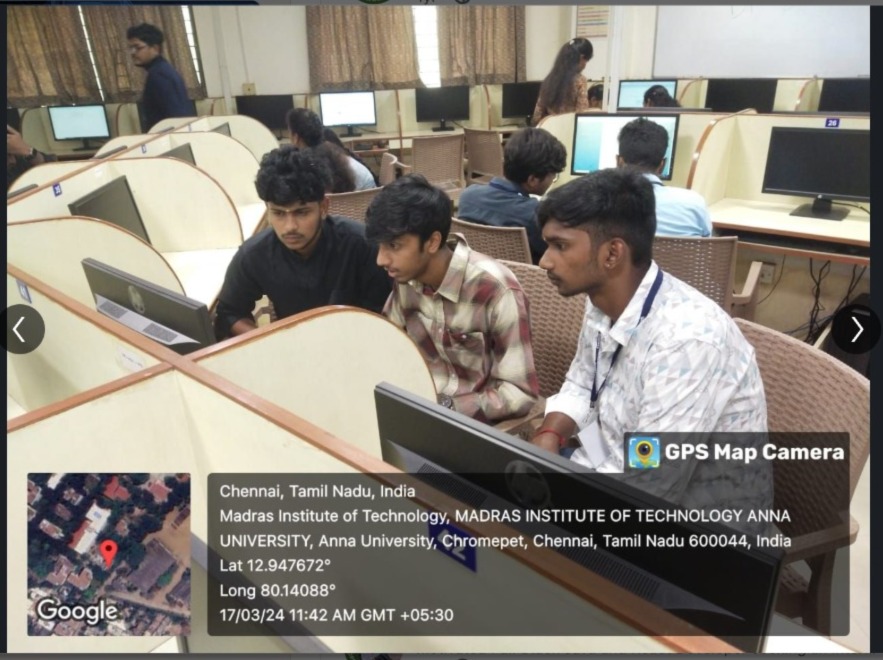 26
GPS Map Camera
Chennai, Tamil Nadu, India
Madras Institute of Technology, MADRAS INSTITUTE OF TECHNOLOGY ANNA
UNIVERSITY, Anna University, Chromepet, Chennai, Tamil Nadu 600044, India
Lat 12.947672°
Long 80.14088°
17/03/24 11:42 AM GMT +05:30
Google